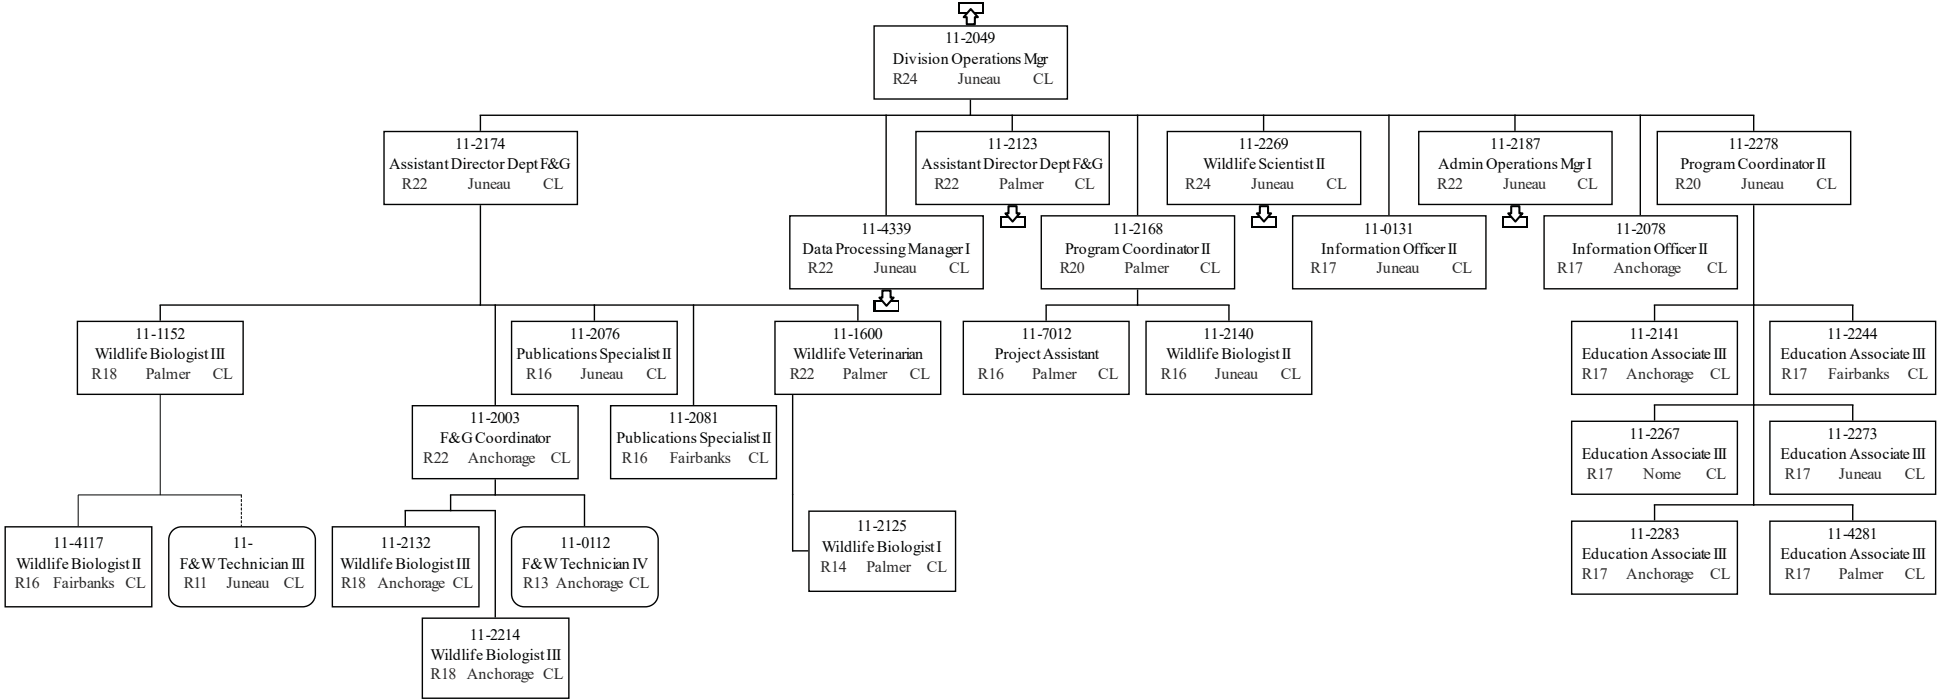 11-2049
Division Operations Mgr
R24 Juneau CL
11-2174
Assistant Director Dept F&G
R22 Juneau CL
11-2123
Assistant Director Dept F&G
R22 Palmer CL
11-2269
Wildlife Scientist II
R24 Juneau CL
11-2187
Admin Operations Mgr I
R22 Juneau CL
11-2278
Program Coordinator II
R20 Juneau CL
11-4339
Data Processing Manager I
R22 Juneau CL
11-2168
Program Coordinator II
R20 Palmer CL
11-0131
Information Officer II
R17 Juneau CL
11-2078
Information Officer II
R17 Anchorage CL
11-1152
Wildlife Biologist III
R18 Palmer CL
11-2076
Publications Specialist II
R16 Juneau CL
11-1600
Wildlife Veterinarian
R22 Palmer CL
11-7012
Project Assistant
R16 Palmer CL
11-2140
Wildlife Biologist II
R16 Juneau CL
11-2141
Education Associate III
R17 Anchorage CL
11-2244
Education Associate III
R17 Fairbanks CL
11-2003
F&G Coordinator
R22 Anchorage CL
11-2081
Publications Specialist II
R16 Fairbanks CL
11-2267
Education Associate III
R17 Nome CL
11-2273
Education Associate III
R17 Juneau CL
11-4117
Wildlife Biologist II
R16 Fairbanks CL
11-
F&W Technician III
R11 Juneau CL
11-2132
Wildlife Biologist III
R18 Anchorage CL
11-0112
F&W Technician IV
R13 Anchorage CL
11-2125
Wildlife Biologist I
R14 Palmer CL
11-2283
Education Associate III
R17 Anchorage CL
11-4281
Education Associate III
R17 Palmer CL
11-2214
Wildlife Biologist III
R18 Anchorage CL